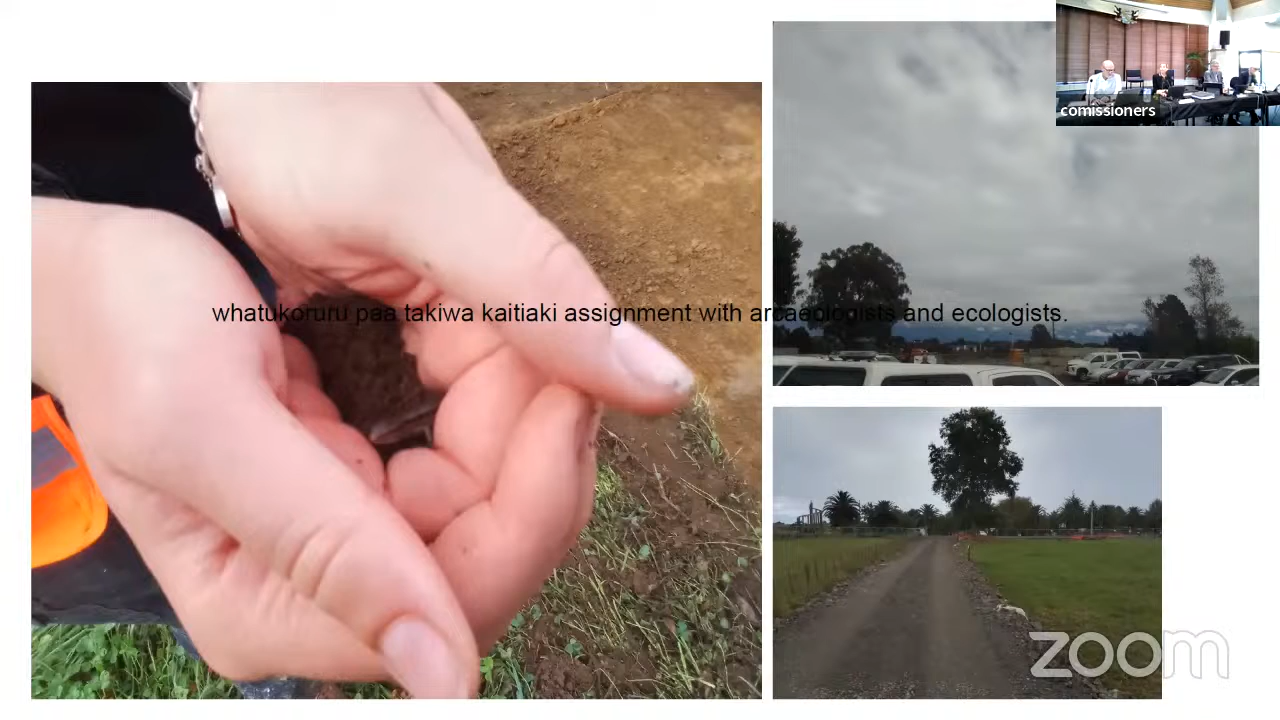 comissioners
whatukoruru paa takiwa kaitiaki assignment with arcaeologists and ecologists.
zoom